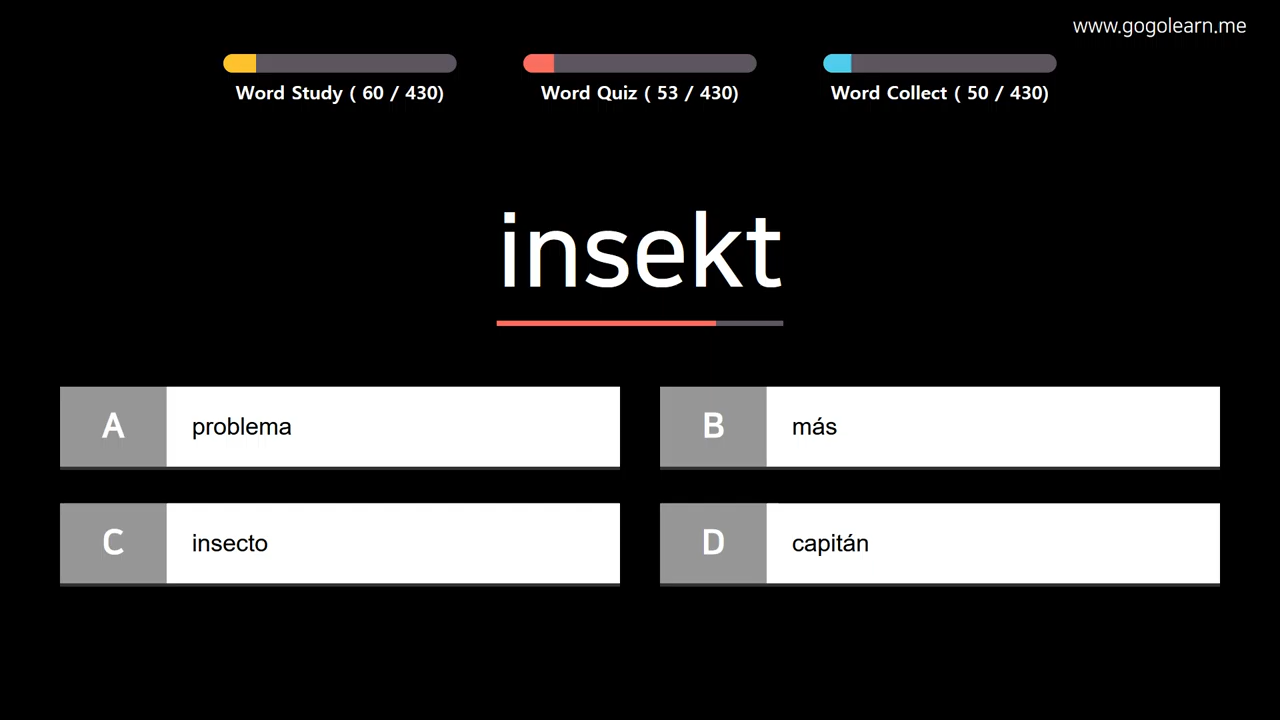 www.gogolearn.me
Word Study ( 60 / 430)
Word Quiz ( 53 / 430)
Word Collect ( 50 / 430)
insekt
A problema
B más
C insecto
D capitán